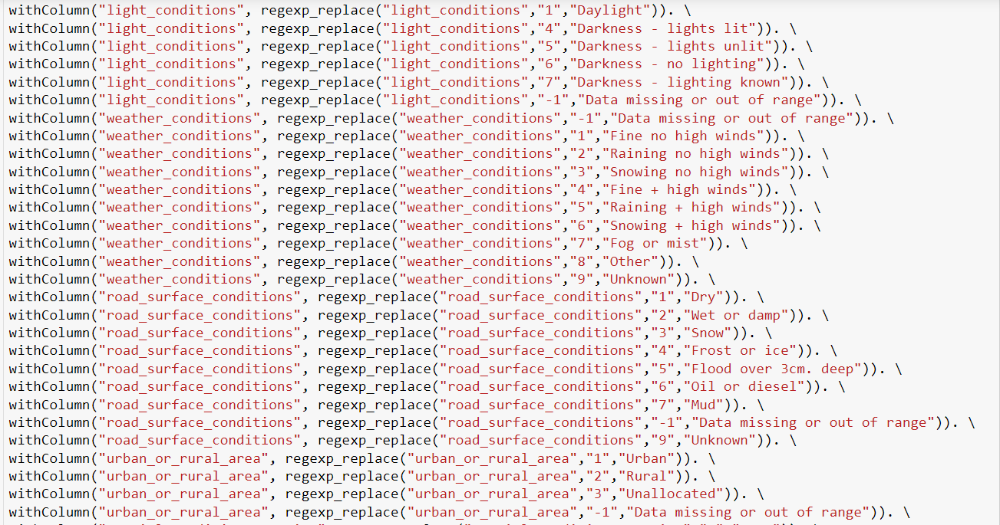 withColumn("light_conditions", regexp_replace("light_conditions","1","Daylight")). \
withColumn("light_conditions", regexp_replace("light_conditions","4","Darkness - lights lit")). \
withColumn("light_conditions", regexp_replace("light_conditions","5","Darkness - lights unlit")). \
withColumn("light_conditions", regexp_replace("light_conditions","6","Darkness - no lighting")). \
withColumn("light_conditions", regexp_replace("light_conditions","7","Darkness - lighting known")). \
withColumn("light_conditions", regexp_replace("light_conditions","-1","Data missing or out of range")). \
withColumn("weather_conditions", regexp_replace("weather_conditions","-1","Data missing or out of range")). \
withColumn("weather_conditions", regexp_replace("weather_conditions","1","Fine no high winds")). \
withColumn("weather_conditions", regexp_replace("weather_conditions","2","Raining no high winds")). \
withColumn("weather_conditions", regexp_replace("weather_conditions","3","Snowing no high winds")). \
withColumn("weather_conditions", regexp_replace("weather_conditions","4","Fine + high winds")). \
withColumn("weather_conditions", regexp_replace("weather_conditions","5","Raining + high winds")). \
withColumn("weather_conditions", regexp_replace("weather_conditions","6","Snowing + high winds")). \
withColumn("weather_conditions", regexp_replace("weather_conditions","7","Fog or mist")). \
withColumn("weather_conditions", regexp_replace("weather_conditions","8","Other")). \
withColumn("weather_conditions", regexp_replace("weather_conditions","9","Unknown")). \
withColumn("road_surface_conditions", regexp_replace("road_surface_conditions","1","Dry")). \
withColumn("road_surface_conditions", regexp_replace("road_surface_conditions","2","Wet or damp")). \
withColumn("road_surface_conditions", regexp_replace("road_surface_conditions","3","Snow")). \
withColumn("road_surface_conditions", regexp_replace("road_surface_conditions","4","Frost or ice")). \
withColumn("road_surface_conditions", regexp_replace("road_surface_conditions","5","Flood over 3cm. deep")). \
withColumn("road_surface_conditions", regexp_replace("road_surface_conditions","6","Oil or diesel")). \
withColumn("road_surface_conditions", regexp_replace("road_surface_conditions","7","Mud")). \
withColumn("road_surface_conditions", regexp_replace("road_surface_conditions","-1","Data missing or out of range")). \
withColumn("road_surface_conditions", regexp_replace("road_surface_conditions","9","Unknown")). \
withColumn("urban_or_rural_area", regexp_replace("urban_or_rural_area","1","Urban")). \
withColumn("urban_or_rural_area", regexp_replace("urban_or_rural_area","2","Rural")). \
withColumn("urban_or_rural_area", regexp_replace("urban_or_rural_area","3","Unallocated")). \
withColumn("urban_or_rural_area", regexp_replace("urban_or_rural_area","-1","Data missing or out of range")). \